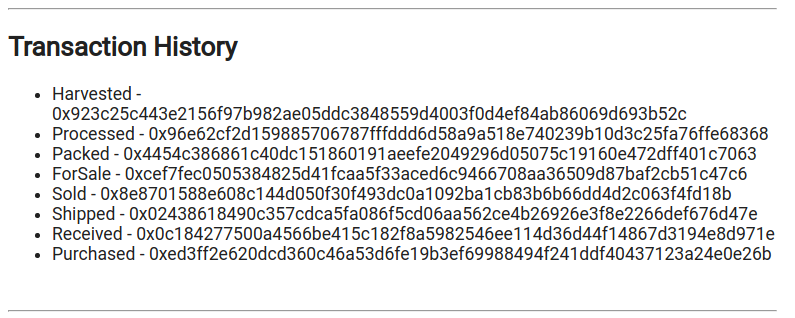 Transaction History
Harvested -
0x923c25c443e2156f97b982ae05ddc3848559d4003f0d4ef84ab86069d693b52c
Processed - 0x96e62cf2d159885706787fffddd6d58a9a518e740239b10d3c25fa76ffe68368
Packed - 0x4454c386861c40dc151860191aeefe2049296d05075c19160e472dff401c7063
ForSale - 0xcef7fec0505384825d41fcaa5f33aced6c9466708aa36509d87baf2cb51c47c6
Sold - 0x8e8701588e608c144d050f30f493dc0a1092ba1cb83b6b66dd4d2c063f4fd18b
Shipped - 0x02438618490c357cdca5fa086f5cd06aa562ce4b26926e3f8e2266def676d47e
Received - 0x0c184277500a4566be415c182f8a5982546ee114d36d44f14867d3194e8d971e
Purchased - 0xed3ff2e620dcd360c46a53d6fe19b3ef69988494f241ddf40437123a24e0e26b